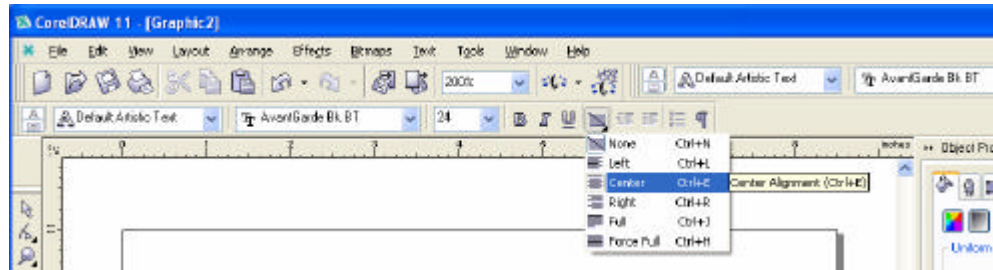 CorelDRAW 11 - [Graphic2]
File Edit View Layout Arrange Effects Bitmaps Text Tools Window Help
200% Default Artistic Text AvantGarde Bk BT
Default Artistic Text AvantGarde Bk BT 24
None Ctrl+N
Left Ctrl+L
Center Ctrl+E Center Alignment (Ctrl+E)
Right Ctrl+R
Full Ctrl+J
Force Full Ctrl+H
inches
Object Pro
Uniform